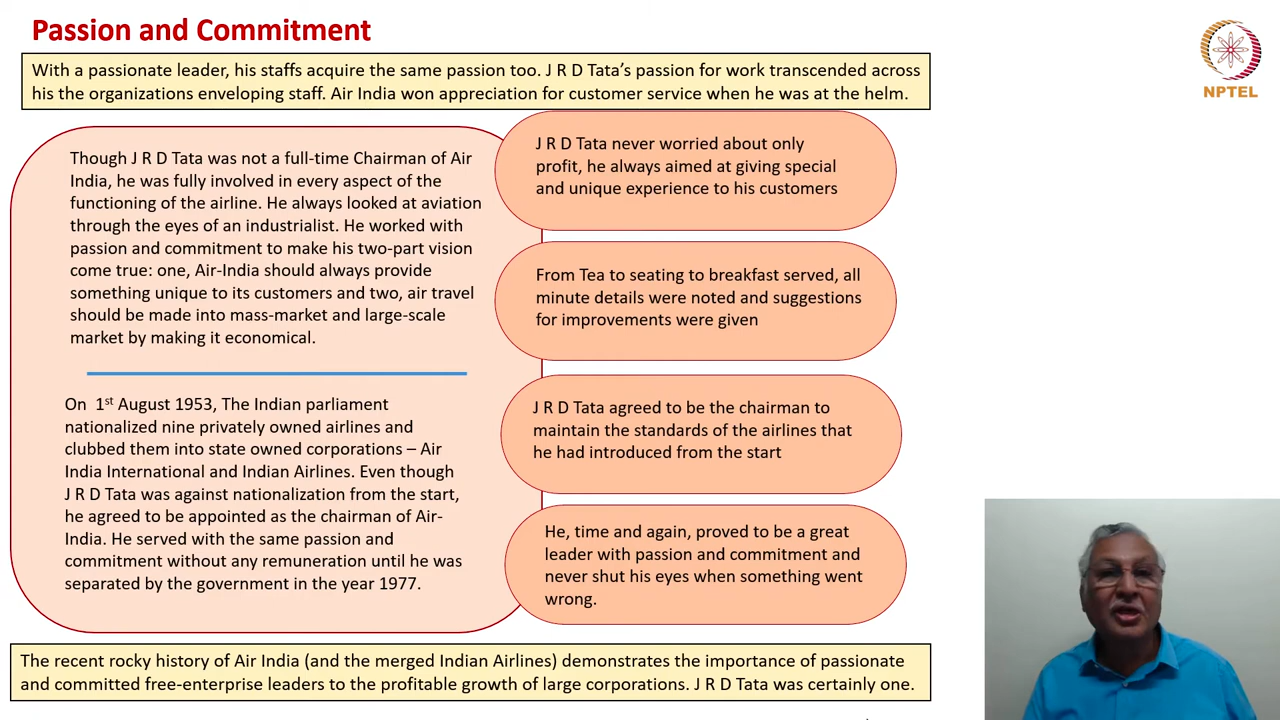 Passion and Commitment
NPTEL
With a passionate leader, his staffs acquire the same passion too. J R D Tata's passion for work transcended across
his the organizations enveloping staff. Air India won appreciation for customer service when he was at the helm.
Though J R D Tata was not a full-time Chairman of Air
India, he was fully involved in every aspect of the
functioning of the airline. He always looked at aviation
through the eyes of an industrialist. He worked with
passion and commitment to make his two-part vision
come true: one, Air-India should always provide
something unique to its customers and two, air travel
should be made into mass-market and large-scale
market by making it economical.
On 1st August 1953, The Indian parliament
nationalized nine privately owned airlines and
clubbed them into state owned corporations – Air
India International and Indian Airlines. Even though
J R D Tata was against nationalization from the start,
he agreed to be appointed as the chairman of Air-
India. He served with the same passion and
commitment without any remuneration until he was
separated by the government in the year 1977.
J R D Tata never worried about only
profit, he always aimed at giving special
and unique experience to his customers
From Tea to seating to breakfast served, all
minute details were noted and suggestions
for improvements were given
J R D Tata agreed to be the chairman to
maintain the standards of the airlines that
he had introduced from the start
He, time and again, proved to be a great
leader with passion and commitment and
never shut his eyes when something went
wrong.
The recent rocky history of Air India (and the merged Indian Airlines) demonstrates the importance of passionate
and committed free-enterprise leaders to the profitable growth of large corporations. J R D Tata was certainly one.